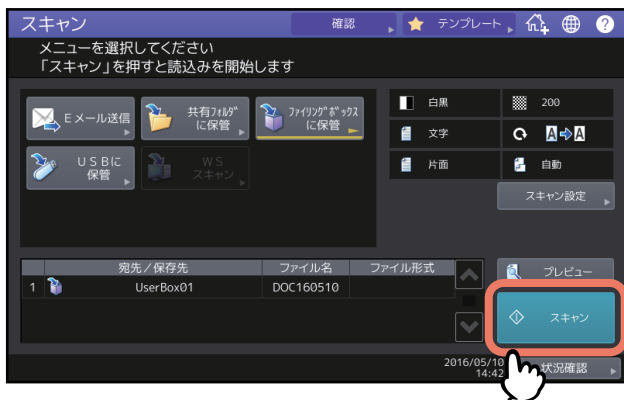 スキャン
確認
テンプレート
?
メニューを選択してください
「スキャン」を押すと読込みを開始します
Eメール送信
共有フォルダ
に保管
ファイリングボックス
に保管
USBに
保管
WS
スキャン
白黒
200
文字
A A
片面
自動
スキャン設定
宛先/保存先 ファイル名 ファイル形式
1 UserBox01 DOC160510
プレビュー
スキャン
2016/05/10
14:42
状況確認